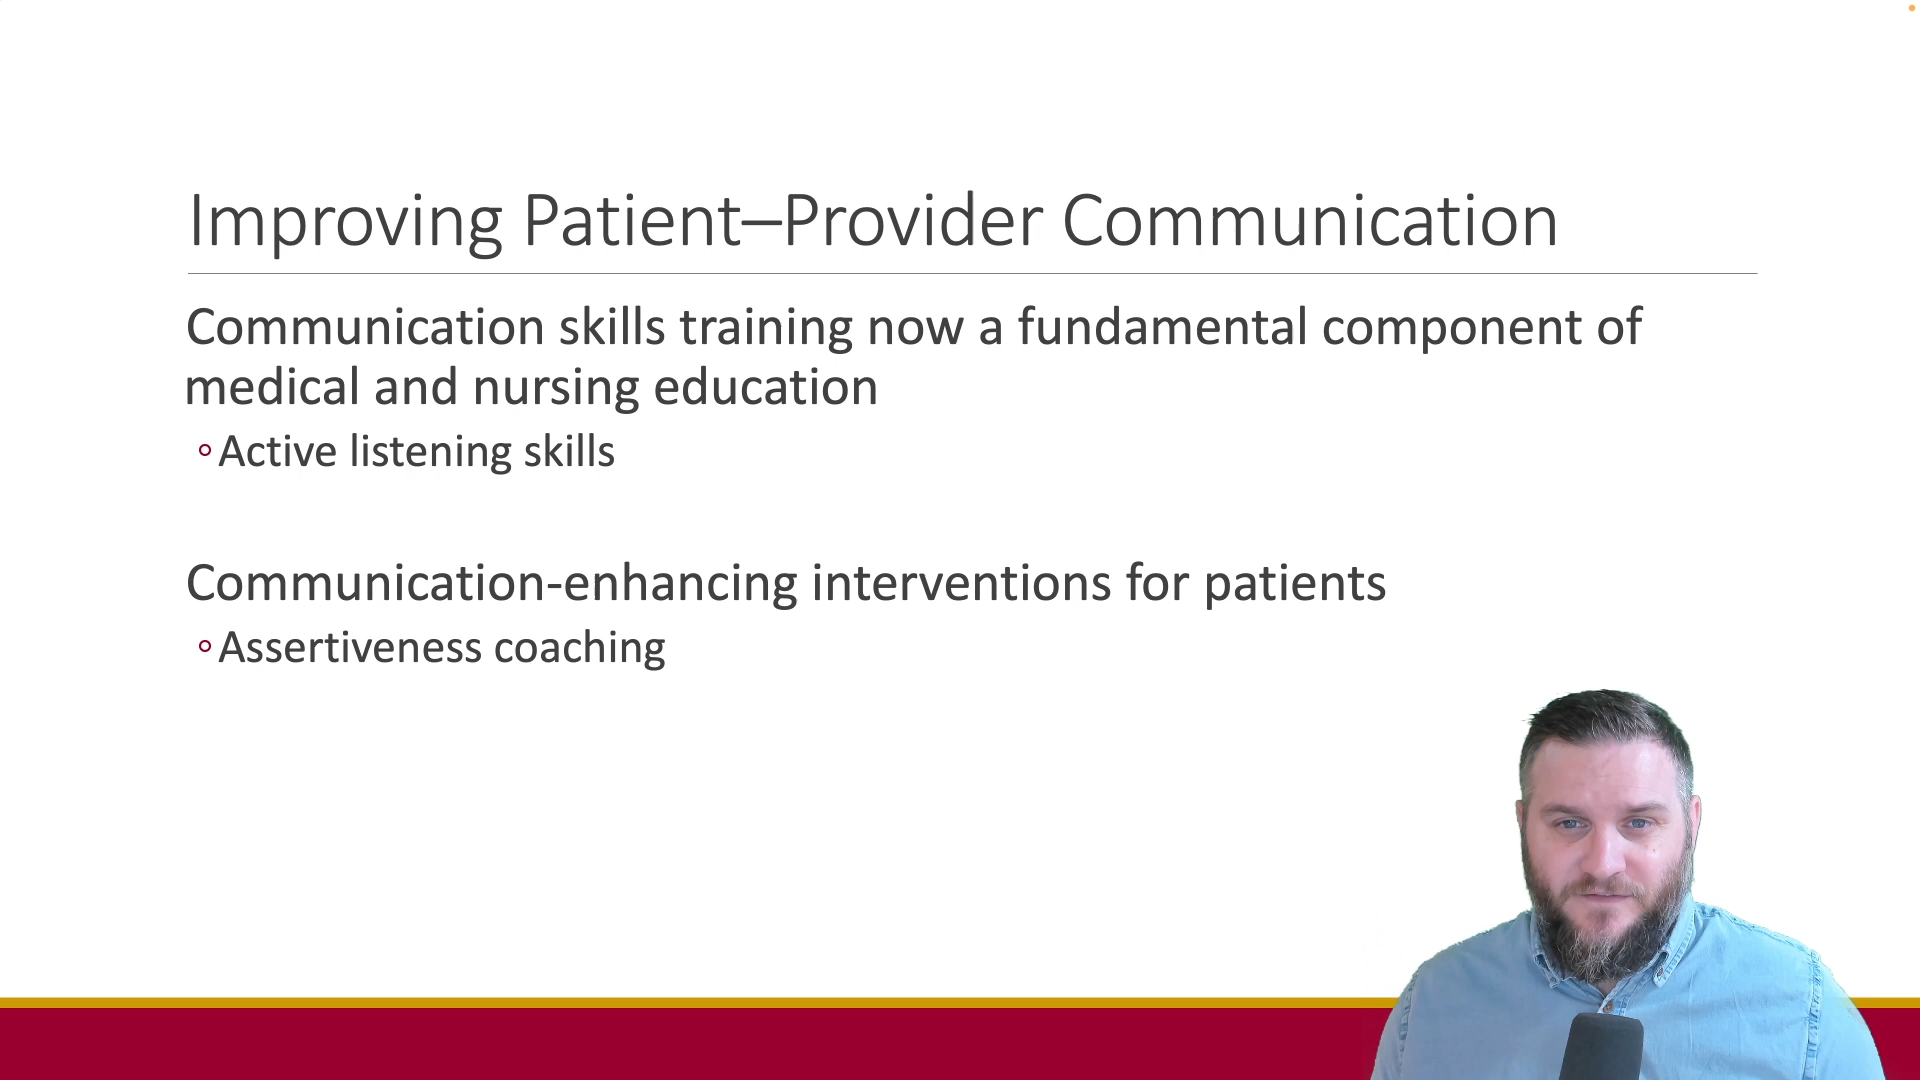 Improving Patient–Provider Communication
Communication skills training now a fundamental component of
medical and nursing education
◦Active listening skills
Communication-enhancing interventions for patients
◦Assertiveness coaching